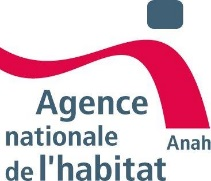 Agence
nationale
de l'habitat
Anah